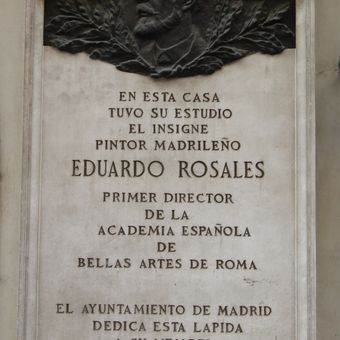 EN ESTA CASA
TUVO SU ESTUDIO
EL INSIGNE
PINTOR MADRILEÑO
EDUARDO ROSALES
PRIMER DIRECTOR
DE LA
ACADEMIA ESPAÑOLA
DE
BELLAS ARTES DE ROMA
EL AYUNTAMIENTO DE MADRID
DEDICA ESTA LAPIDA
A SU